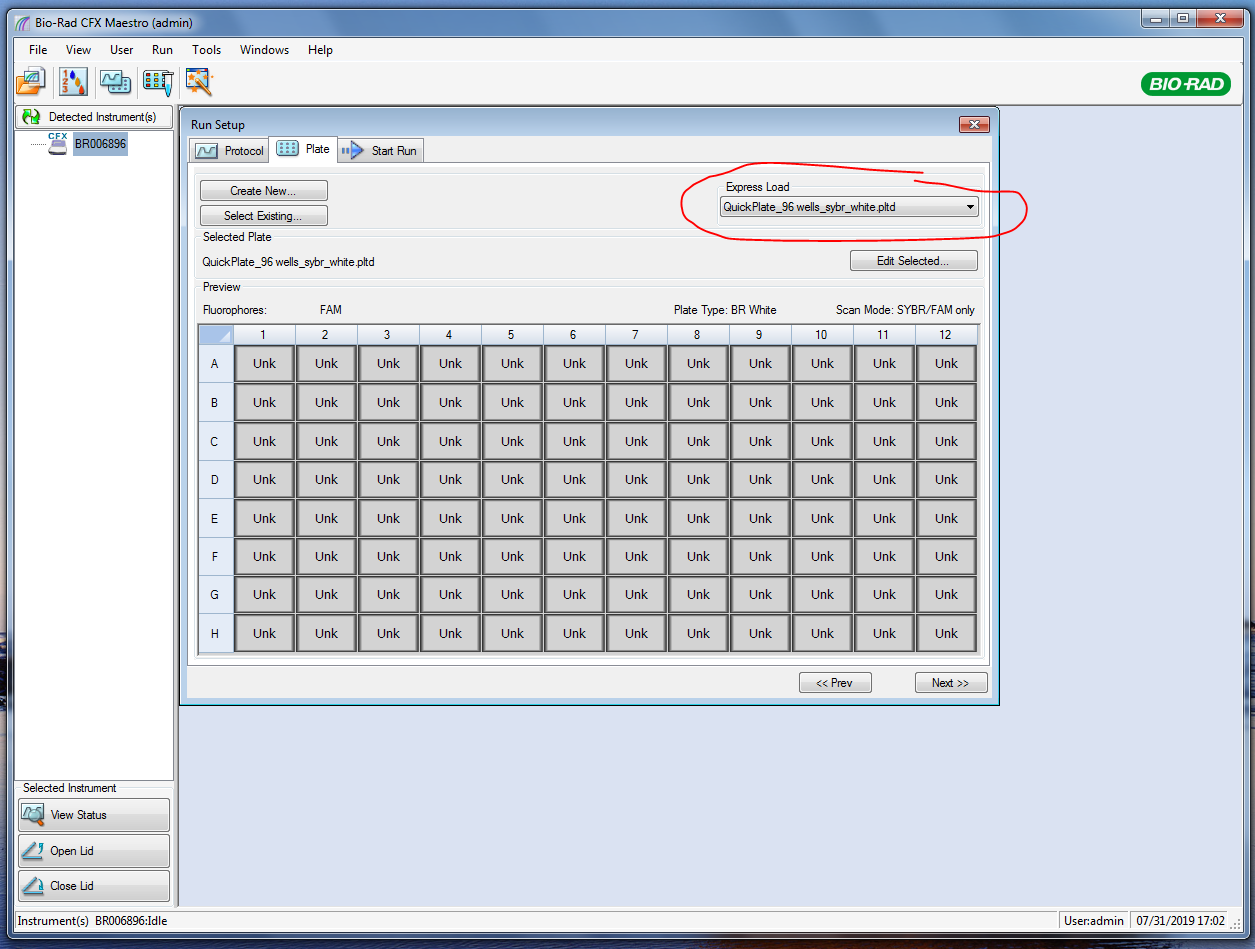 Bio-Rad CFX Maestro (admin)
File View User Run Tools Windows Help
BIO-RAD
Detected Instrument(s)
CFX
BR006896
Run Setup
Protocol Plate Start Run
Create New...
Select Existing...
Express Load
QuickPlate_96 wells_sybr_white.pltd
Selected Plate
QuickPlate_96 wells_sybr_white.pltd
Edit Selected...
Preview
Fluorophores: FAM Plate Type: BR White Scan Mode: SYBR/FAM only
1 2 3 4 5 6 7 8 9 10 11 12
A Unk Unk Unk Unk Unk Unk Unk Unk Unk Unk Unk Unk
B Unk Unk Unk Unk Unk Unk Unk Unk Unk Unk Unk Unk
C Unk Unk Unk Unk Unk Unk Unk Unk Unk Unk Unk Unk
D Unk Unk Unk Unk Unk Unk Unk Unk Unk Unk Unk Unk
E Unk Unk Unk Unk Unk Unk Unk Unk Unk Unk Unk Unk
F Unk Unk Unk Unk Unk Unk Unk Unk Unk Unk Unk Unk
G Unk Unk Unk Unk Unk Unk Unk Unk Unk Unk Unk Unk
H Unk Unk Unk Unk Unk Unk Unk Unk Unk Unk Unk Unk
<< Prev Next >>
Selected Instrument
View Status
Open Lid
Close Lid
Instrument(s) BR006896:Idle
User:admin 07/31/2019 17:02